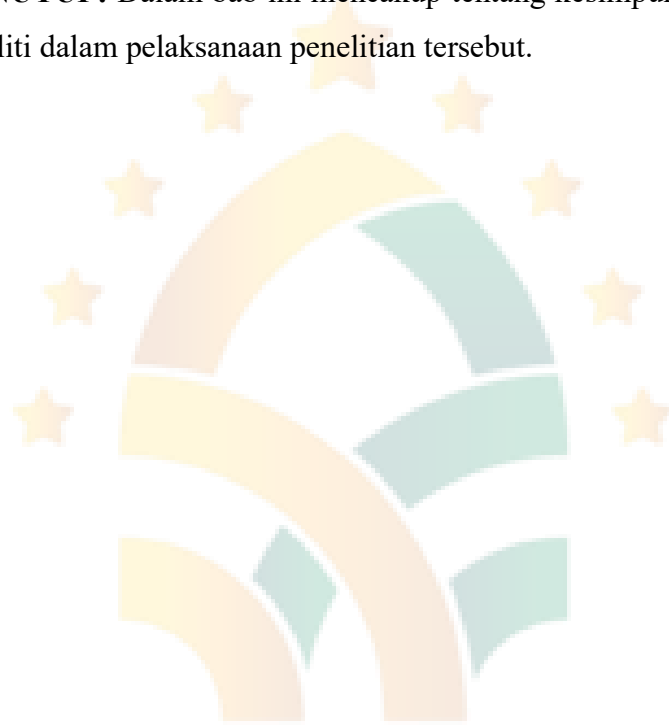 Dalam bab ini mencakup tentang
dalam pelaksanaan penelitian tersebut.